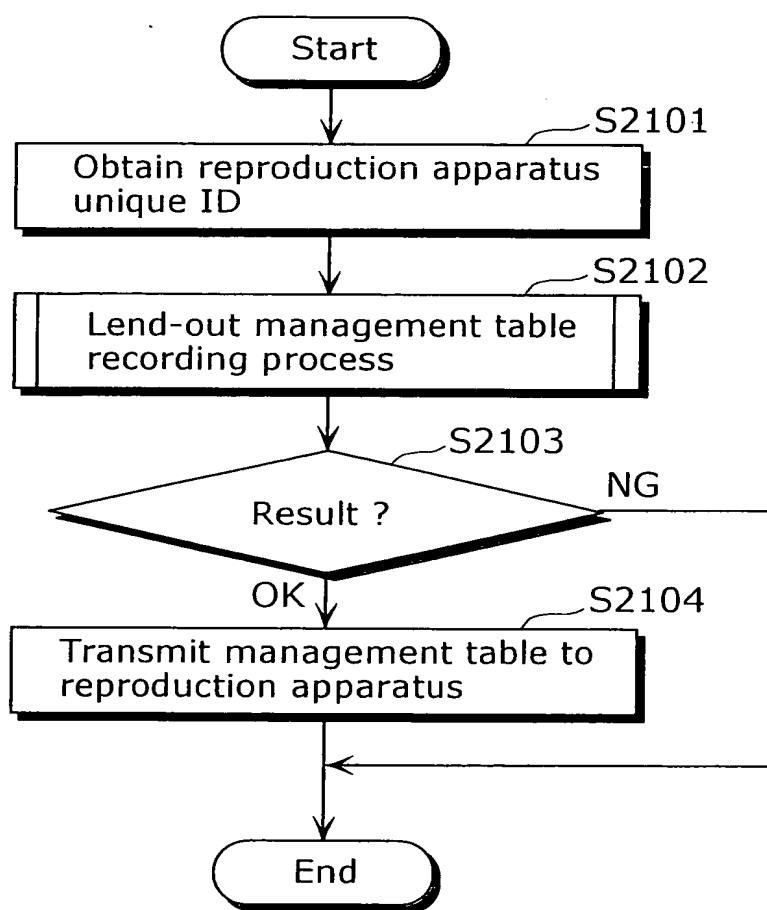 Start
S2101
Obtain reproduction apparatus
unique ID
S2102
Lend-out management table
recording process
S2103
Result ?
NG
OK
S2104
Transmit management table to
reproduction apparatus
End